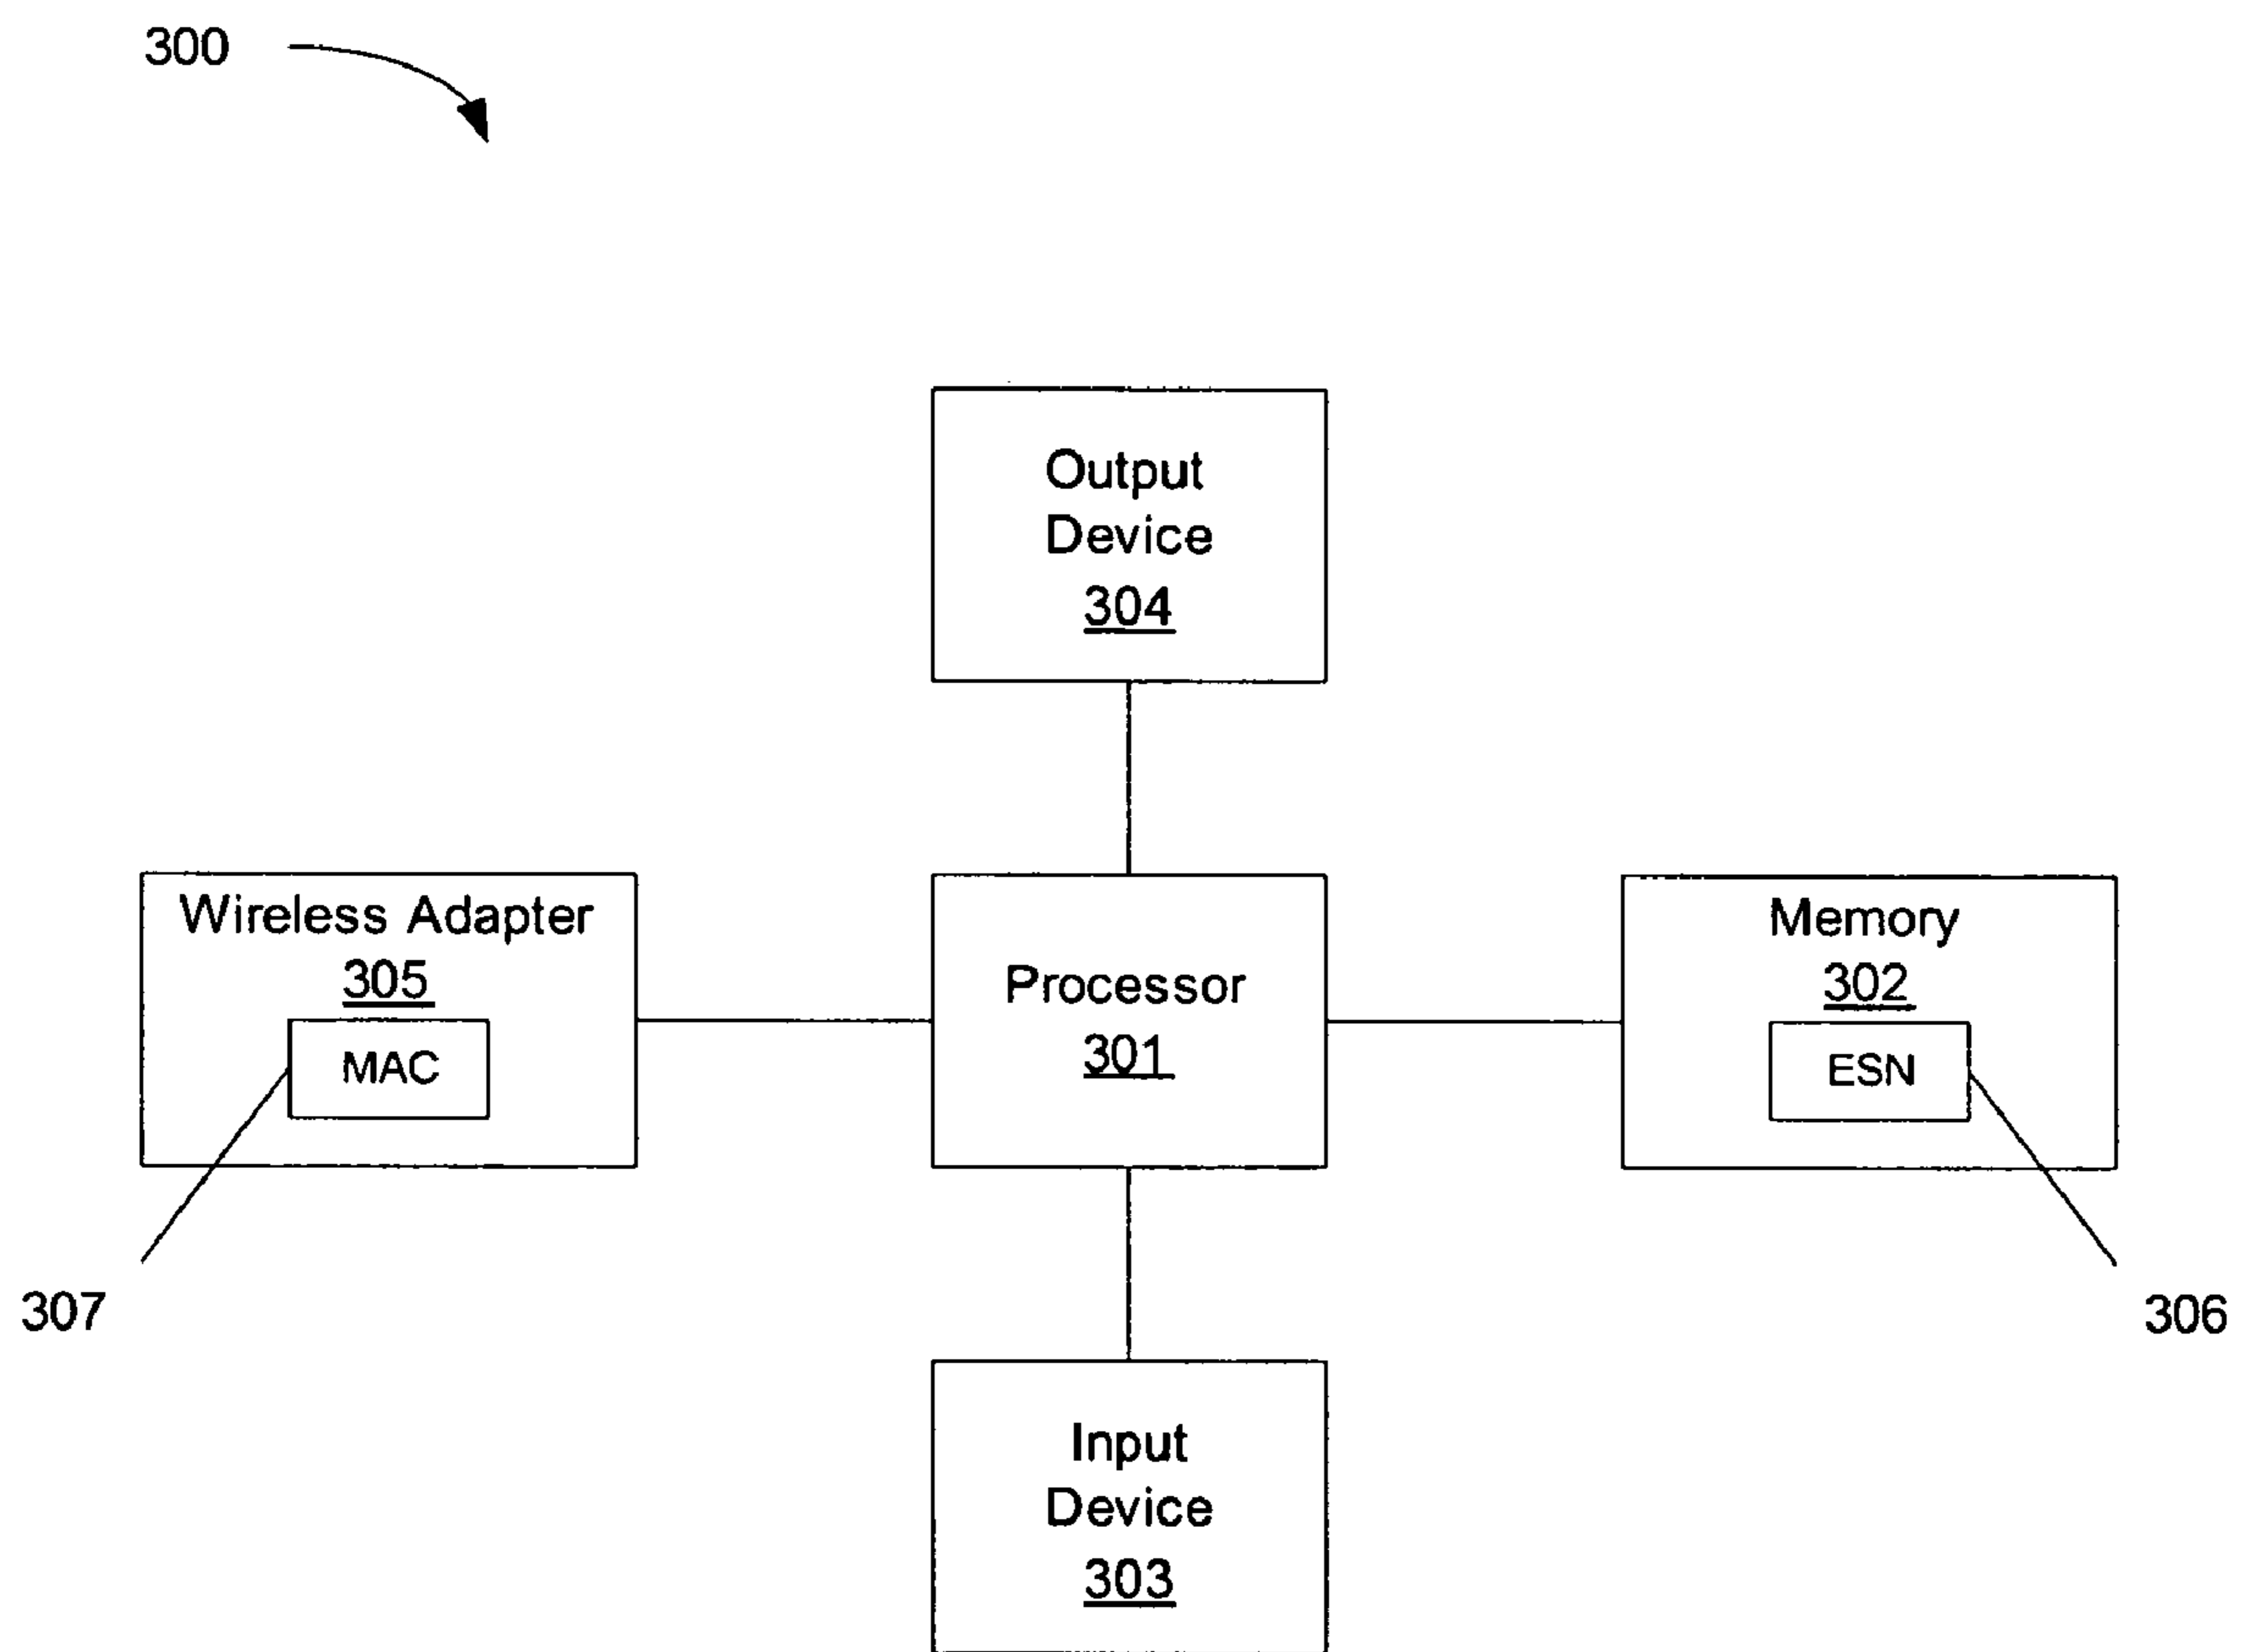 300
Output
Device
304
Wireless Adapter
305
MAC
Processor
301
Memory
302
ESN
307
306
Input
Device
303